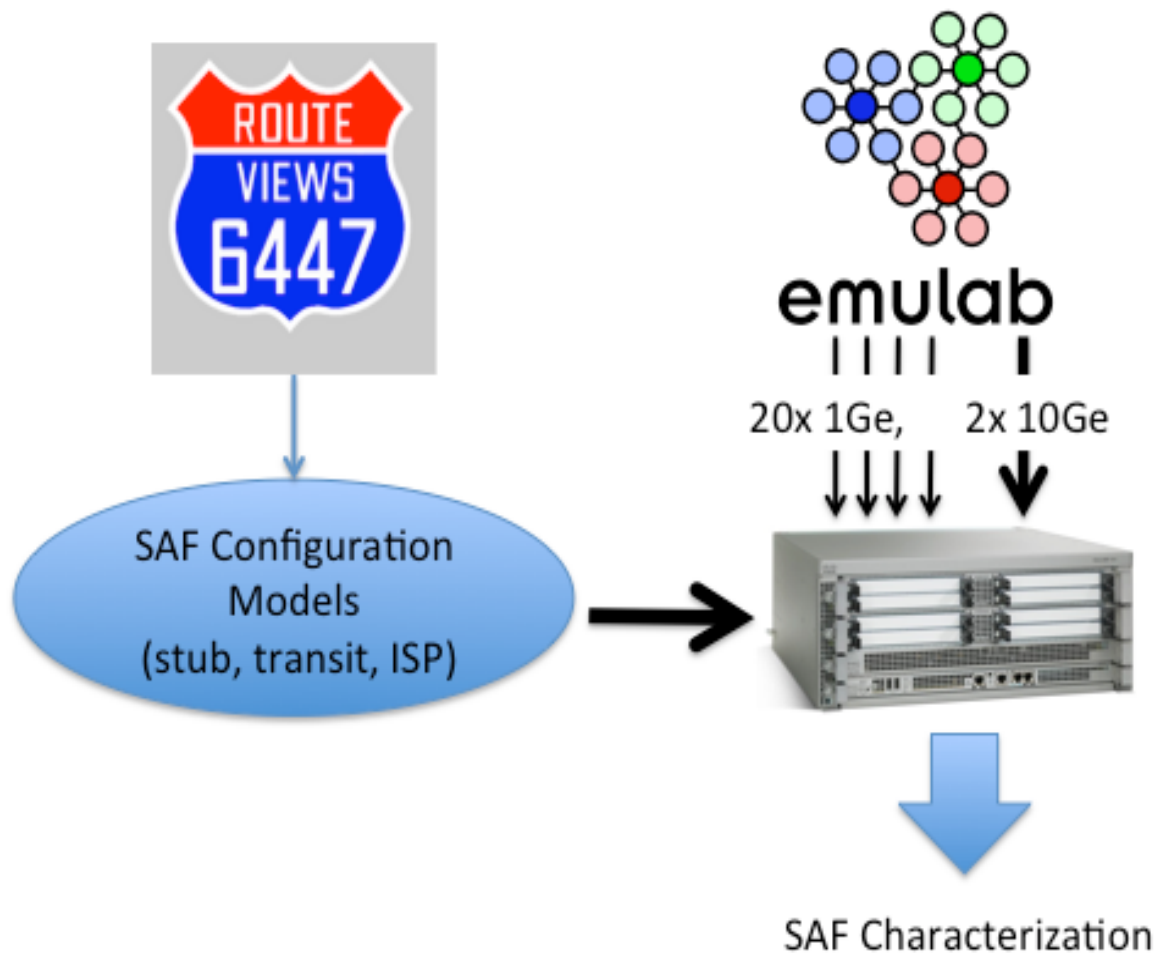 ROUTE
VIEWS
6447
emulab
20x 1Ge, 2x 10Ge
SAF Configuration
Models
(stub, transit, ISP)
SAF Characterization